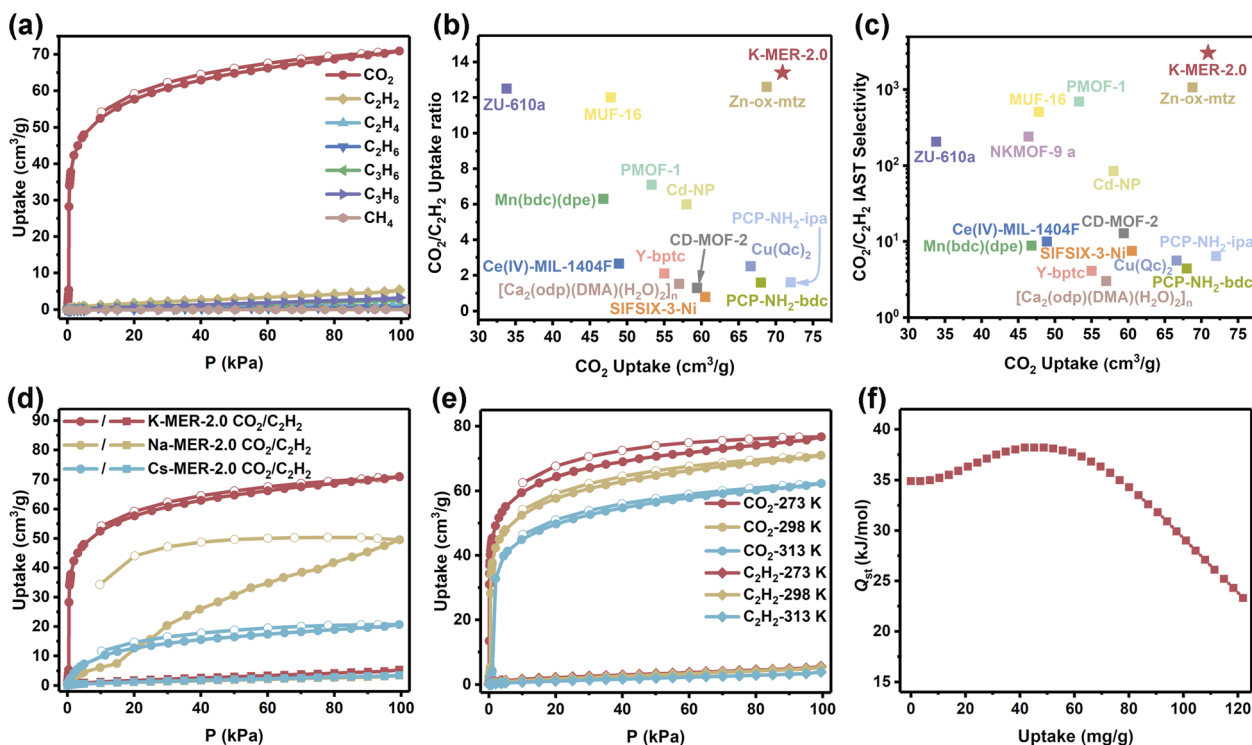 (a)
70
60
50
40
30
20
10
0
Uptake (cm³/g)
CO₂
C₂H₂
C₂H₄
C₂H₆
C₃H₆
C₃H₈
CH₄
0 20 40 60 80 100
P (kPa)
(b)
16
14
12
10
8
6
4
2
0
CO₂/C₂H₂ Uptake ratio
K-MER-2.0
ZU-610a
MUF-16
Zn-ox-mtz
PMOF-1
Mn(bdc)(dpe)
Cd-NP
PCP-NH₂-ipa
CD-MOF-2
Ce(IV)-MIL-1404F
Y-bptc
Cu(Qc)₂
[Ca₂(odp)(DMA)(H₂O)₂]ₙ
PCP-NH₂-bdc
SIFSIX-3-Ni
30 35 40 45 50 55 60 65 70 75
CO₂ Uptake (cm³/g)
(c)
10³
10²
10¹
10⁰
CO₂/C₂H₂ IAST Selectivity
K-MER-2.0
PMOF-1
MUF-16
Zn-ox-mtz
NKMOF-9 a
ZU-610a
Cd-NP
Ce(IV)-MIL-1404F
CD-MOF-2
Mn(bdc)(dpe)
SIFSIX-3-Ni
PCP-NH₂-ipa
Y-bptc
Cu(Qc)₂
PCP-NH₂-bdc
[Ca₂(odp)(DMA)(H₂O)₂]ₙ
30 35 40 45 50 55 60 65 70 75
CO₂ Uptake (cm³/g)
(d)
90
80
70
60
50
40
30
20
10
0
Uptake (cm³/g)
/ K-MER-2.0 CO₂/C₂H₂
/ Na-MER-2.0 CO₂/C₂H₂
/ Cs-MER-2.0 CO₂/C₂H₂
0 20 40 60 80 100
P (kPa)
(e)
80
60
40
20
0
Uptake (cm³/g)
CO₂-273 K
CO₂-298 K
CO₂-313 K
C₂H₂-273 K
C₂H₂-298 K
C₂H₂-313 K
0 20 40 60 80 100
P (kPa)
(f)
45
40
35
30
25
20
15
Qst (kJ/mol)
0 20 40 60 80 100 120
Uptake (mg/g)